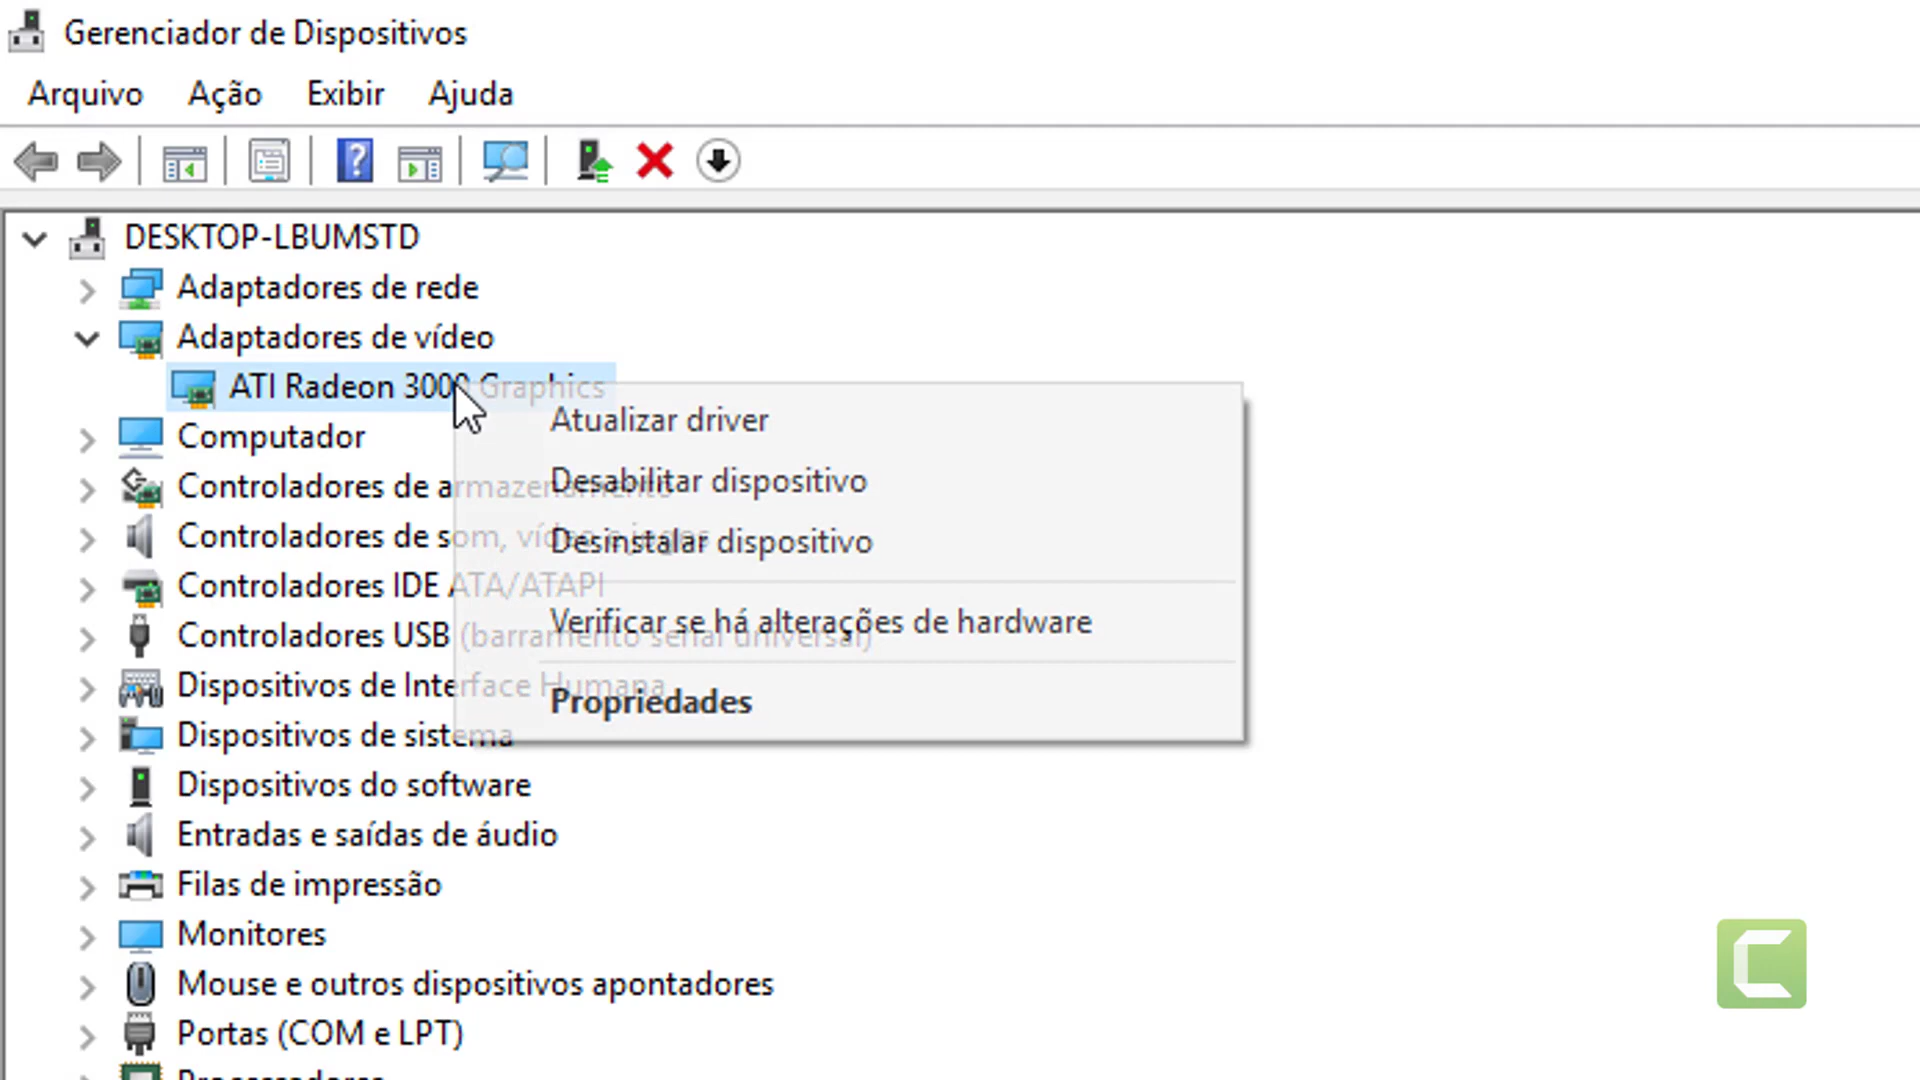 Gerenciador de Dispositivos
Arquivo Ação Exibir Ajuda
DESKTOP-LBUMSTD
Adaptadores de rede
Adaptadores de vídeo
ATI Radeon 3000 Graphics
Atualizar driver
Computador
Desabilitar dispositivo
Controladores de armazenamento
Controladores de som, vídeo e jogos
Desinstalar dispositivo
Controladores IDE ATA/ATAPI
Verificar se há alterações de hardware
Controladores USB (barramento serial universal)
Dispositivos de Interface Humana
Propriedades
Dispositivos de sistema
Dispositivos do software
Entradas e saídas de áudio
Filas de impressão
Monitores
Mouse e outros dispositivos apontadores
Portas (COM e LPT)
Processadores